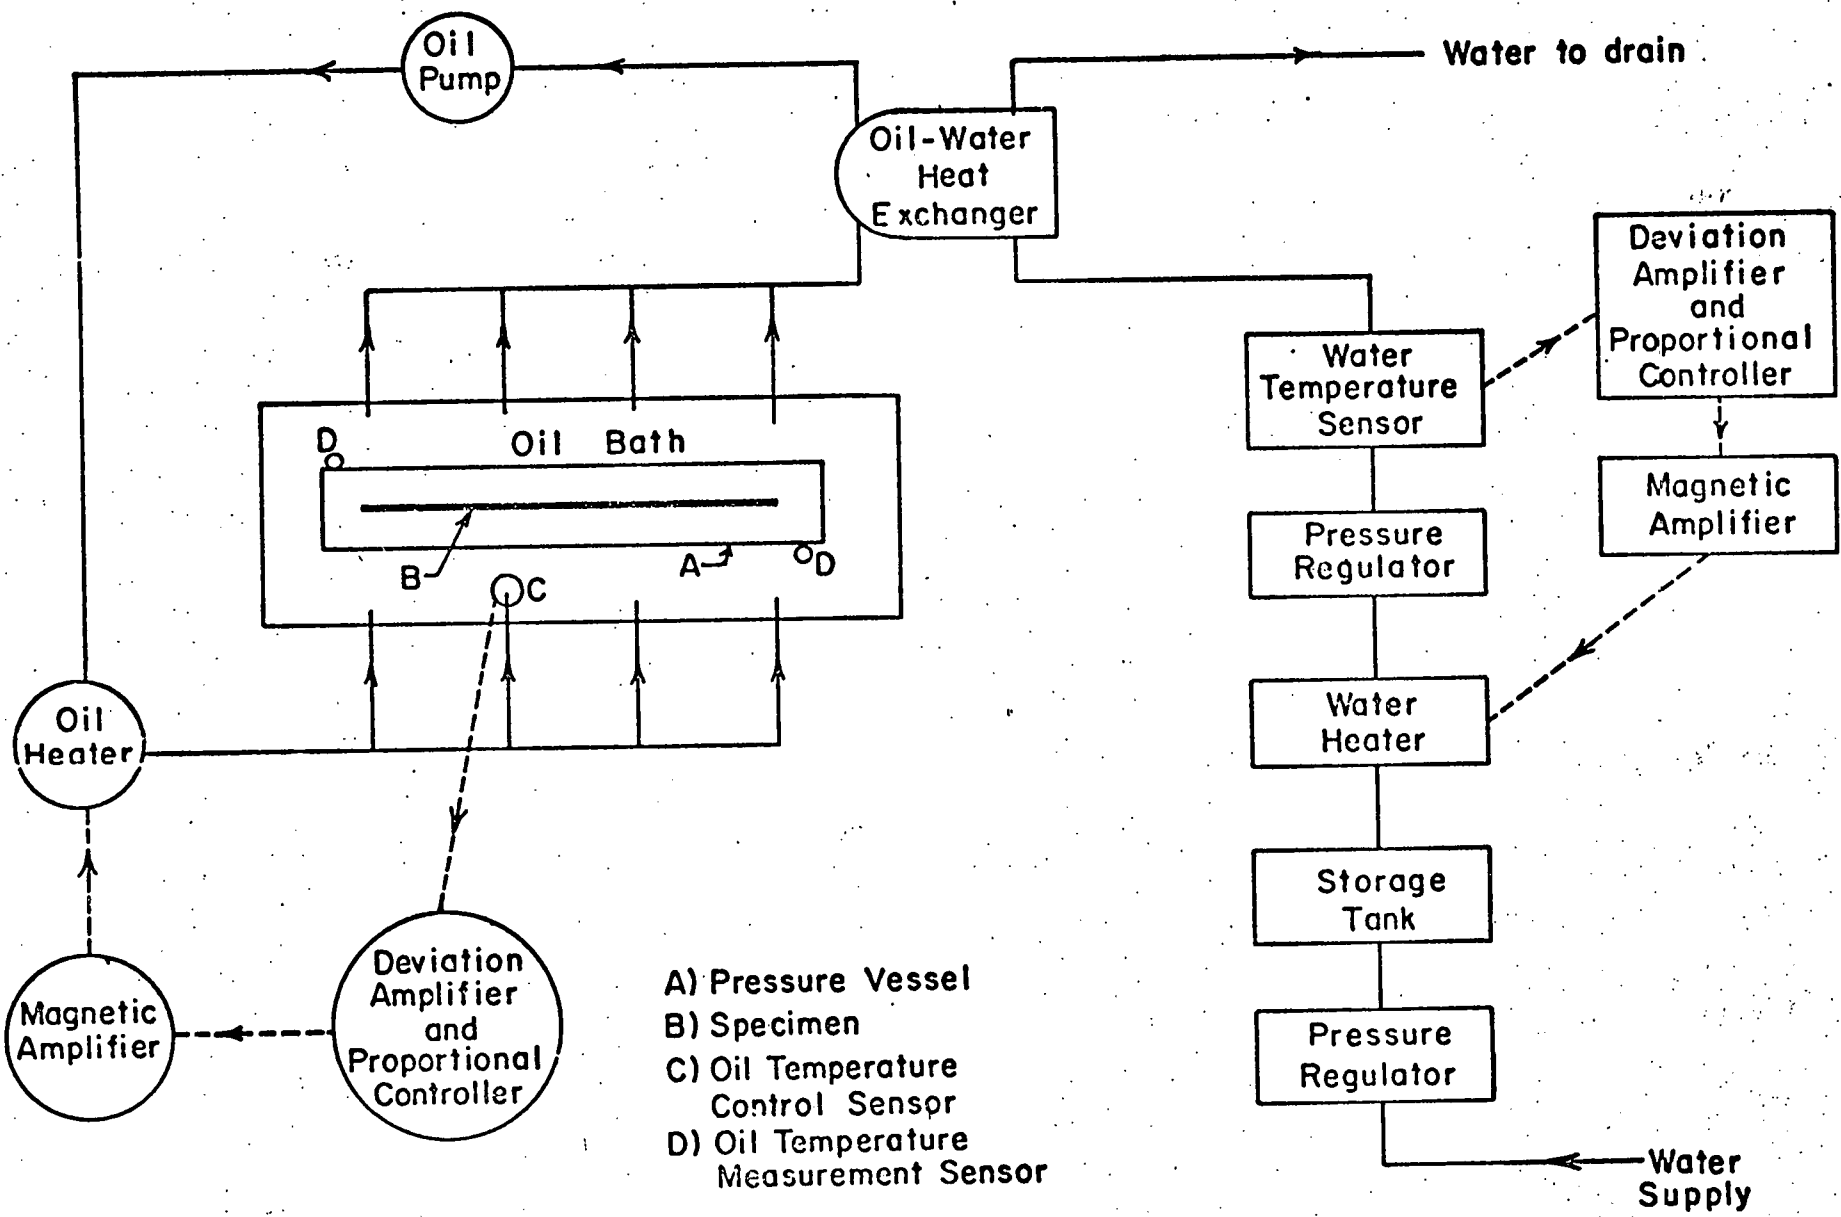 Oil
Pump
Water to drain
Oil-Water
Heat
Exchanger
Deviation
Amplifier
and
Proportional
Controller
Water
Temperature
Sensor
Magnetic
Amplifier
D
Oil Bath
B
A
D
C
Pressure
Regulator
Oil
Heater
Water
Heater
Storage
Tank
Deviation
Amplifier
and
Proportional
Controller
Magnetic
Amplifier
A) Pressure Vessel
B) Specimen
C) Oil Temperature
Control Sensor
D) Oil Temperature
Measurement Sensor
Pressure
Regulator
Water
Supply